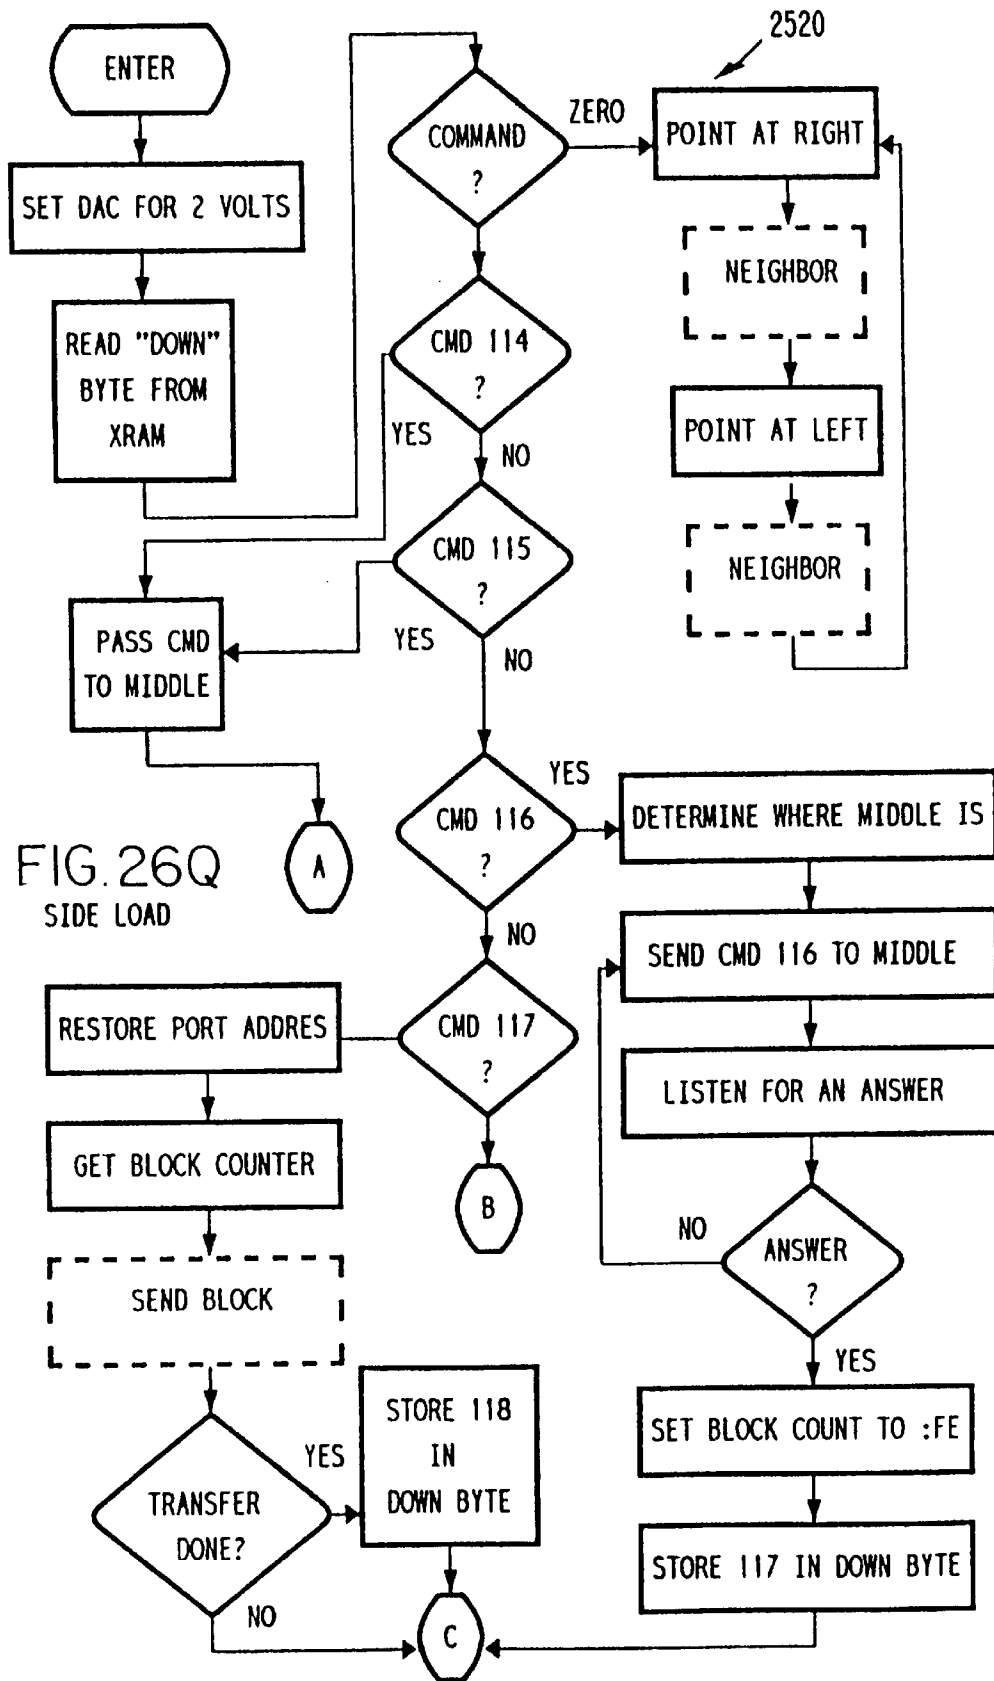 2520
ENTER
SET DAC FOR 2 VOLTS
READ "DOWN"
BYTE FROM
XRAM
COMMAND
?
ZERO
POINT AT RIGHT
NEIGHBOR
POINT AT LEFT
NEIGHBOR
CMD 114
?
YES
NO
CMD 115
?
YES
NO
PASS CMD
TO MIDDLE
A
FIG. 26Q
SIDE LOAD
CMD 116
?
YES
NO
DETERMINE WHERE MIDDLE IS
SEND CMD 116 TO MIDDLE
LISTEN FOR AN ANSWER
ANSWER
?
NO
YES
SET BLOCK COUNT TO :FE
STORE 117 IN DOWN BYTE
CMD 117
?
B
RESTORE PORT ADDRES
GET BLOCK COUNTER
SEND BLOCK
TRANSFER
DONE?
YES
NO
STORE 118
IN
DOWN BYTE
C